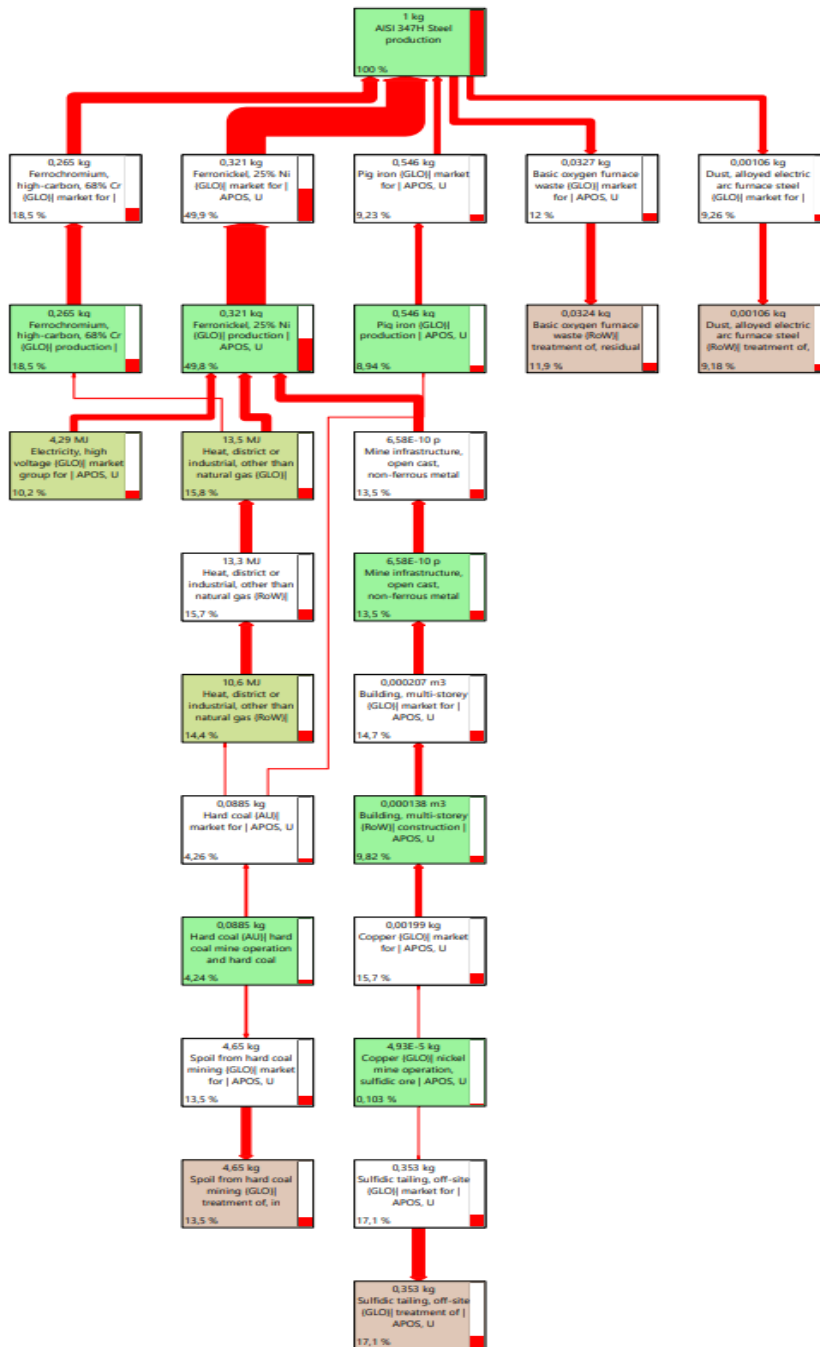 1 kg
AISI 347H Steel
production
100 %
0,265 kg
Ferrochromium,
high-carbon, 68% Cr
(GLO)| market for |
18,5 %
0,321 kg
Ferronickel, 25% Ni
(GLO)| market for |
APOS, U
49,9 %
0,546 kg
Pig iron (GLO)| market
for | APOS, U
9,23 %
0,0327 kg
Basic oxygen furnace
waste (GLO)| market
for | APOS, U
12 %
0,00106 kg
Dust, alloyed electric
arc furnace steel
(GLO)| market for |
9,26 %
0,265 kg
Ferrochromium,
high-carbon, 68% Cr
(GLO)| production |
18,5 %
0,321 kg
Ferronickel, 25% Ni
(GLO)| production |
APOS, U
49,8 %
0,546 kg
Pig iron (GLO)|
production | APOS, U
8,94 %
0,0324 kg
Basic oxygen furnace
waste (RoW)|
treatment of, residual
11,9 %
0,00106 kg
Dust, alloyed electric
arc furnace steel
(RoW)| treatment of,
9,18 %
4,29 MJ
Electricity, high
voltage (GLO)| market
group for | APOS, U
10,2 %
13,5 MJ
Heat, district or
industrial, other than
natural gas (GLO)|
15,8 %
6,58E-10 p
Mine infrastructure,
open cast,
non-ferrous metal
13,5 %
13,3 MJ
Heat, district or
industrial, other than
natural gas (RoW)|
15,7 %
6,58E-10 p
Mine infrastructure,
open cast,
non-ferrous metal
13,5 %
10,6 MJ
Heat, district or
industrial, other than
natural gas (RoW)|
14,4 %
0,000207 m3
Building, multi-storey
(GLO)| market for |
APOS, U
14,7 %
0,0885 kg
Hard coal (AU)|
market for | APOS, U
4,26 %
0,000138 m3
Building, multi-storey
(RoW)| construction |
APOS, U
9,82 %
0,0885 kg
Hard coal (AU)| hard
coal mine operation
and hard coal
4,24 %
0,00199 kg
Copper (GLO)| market
for | APOS, U
15,7 %
4,65 kg
Spoil from hard coal
mining (GLO)| market
for | APOS, U
13,5 %
4,93E-5 kg
Copper (GLO)| nickel
mine operation,
sulfidic ore | APOS, U
0,103 %
4,65 kg
Spoil from hard coal
mining (GLO)|
treatment of, in
13,5 %
0,353 kg
Sulfidic tailing, off-site
(GLO)| market for |
APOS, U
17,1 %
0,353 kg
Sulfidic tailing, off-site
(GLO)| treatment of |
APOS, U
17,1 %